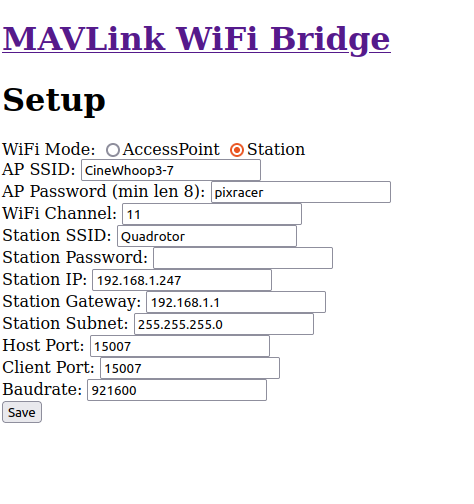 MAVLink WiFi Bridge
Setup
WiFi Mode: AccessPoint Station
AP SSID: CineWhoop3-7
AP Password (min len 8): pixracer
WiFi Channel: 11
Station SSID: Quadrotor
Station Password:
Station IP: 192.168.1.247
Station Gateway: 192.168.1.1
Station Subnet: 255.255.255.0
Host Port: 15007
Client Port: 15007
Baudrate: 921600
Save